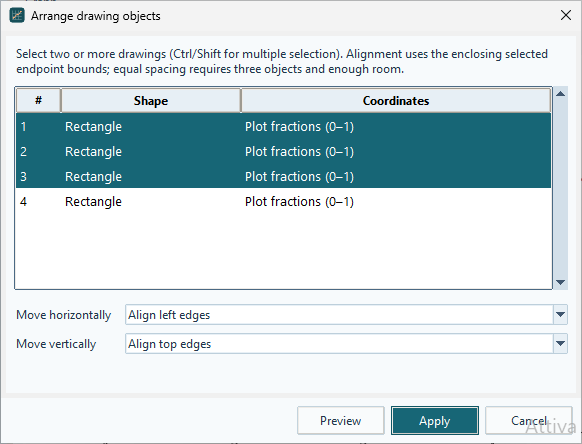 Arrange drawing objects
Select two or more drawings (Ctrl/Shift for multiple selection). Alignment uses the enclosing selected
endpoint bounds; equal spacing requires three objects and enough room.
# Shape Coordinates
1 Rectangle Plot fractions (0–1)
2 Rectangle Plot fractions (0–1)
3 Rectangle Plot fractions (0–1)
4 Rectangle Plot fractions (0–1)
Move horizontally Align left edges
Move vertically Align top edges
Preview Apply Cancel
Attiva